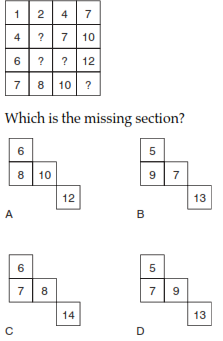 1 2 4 7
4 ? 7 10
6 ? ? 12
7 8 10 ?
Which is the missing section?
6 5
8 10 9 7
12 13
A B
6 5
7 8 7 9
14 13
C D